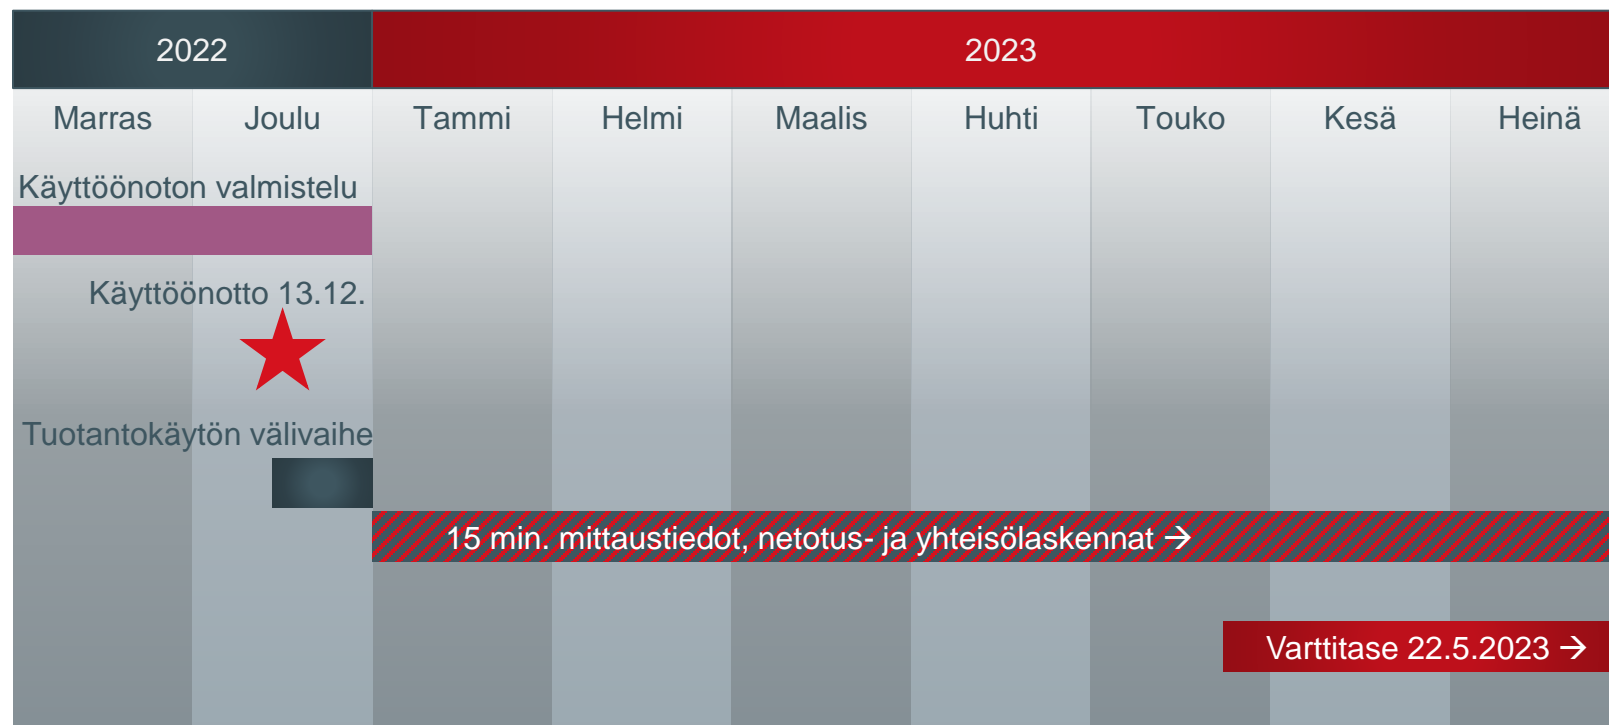 2022 2023
Marras Joulu Tammi Helmi Maalis Huhti Touko Kesä Heinä
Käyttöönoton valmistelu
Käyttöönotto 13.12.
Tuotantokäytön välivaihe
15 min. mittaustiedot, netotus- ja yhteisölaskennat →
Varttitase 22.5.2023 →